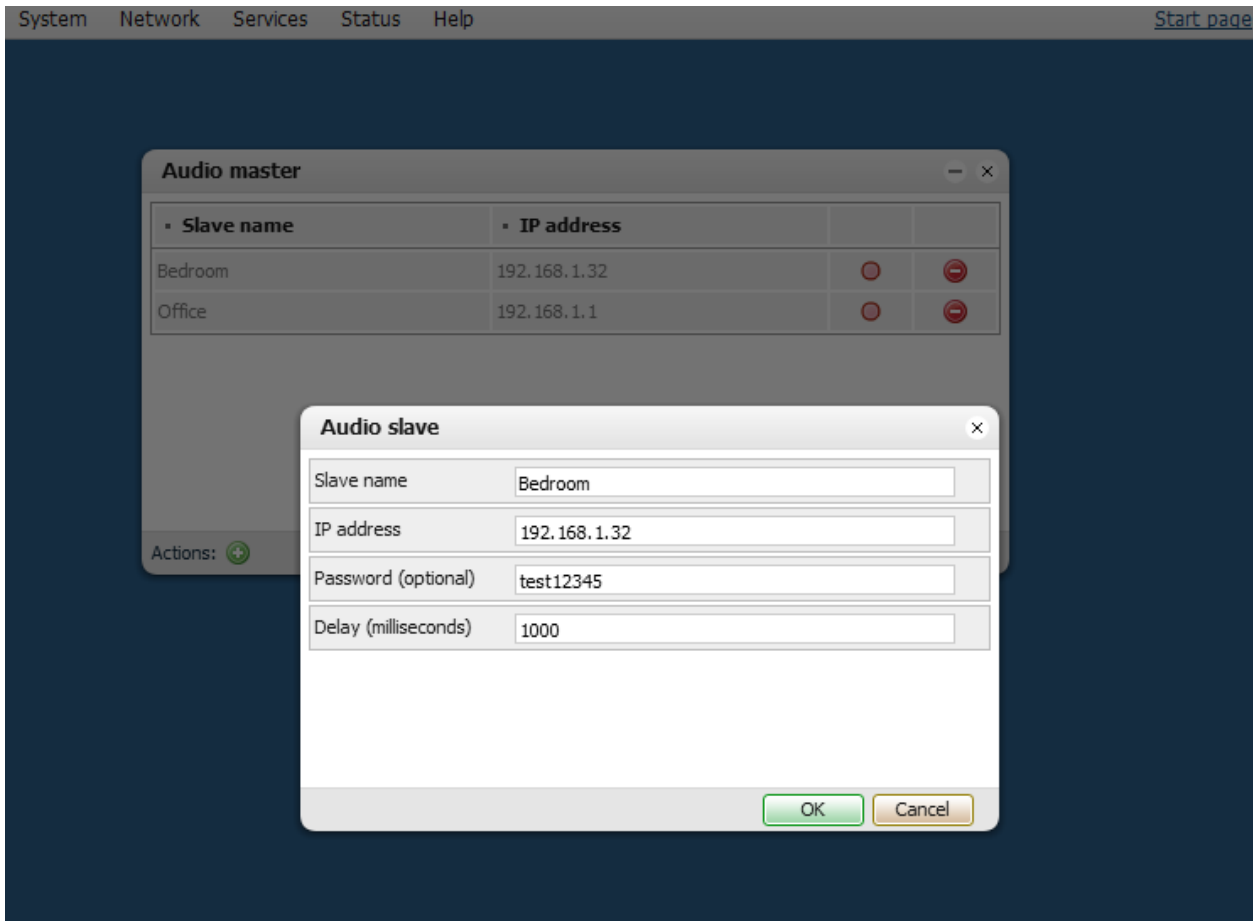 System Network Services Status Help Start page
Audio master
Slave name IP address
Bedroom 192.168.1.32
Office 192.168.1.1
Audio slave
Slave name Bedroom
IP address 192.168.1.32
Password (optional) test12345
Delay (milliseconds) 1000
Actions:
OK Cancel